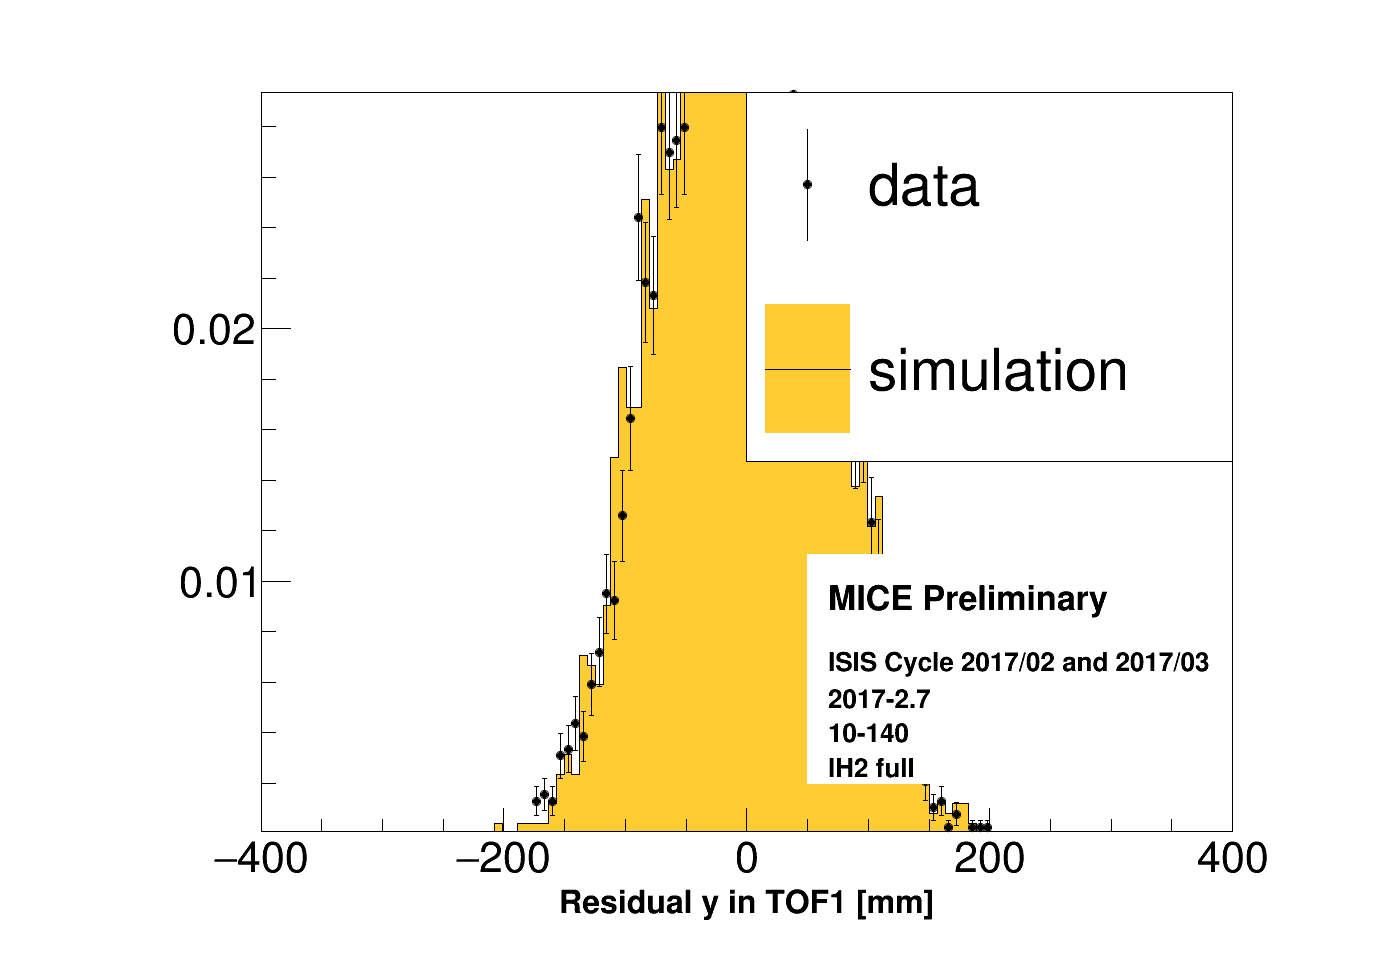 data
simulation
0.02
0.01
MICE Preliminary
ISIS Cycle 2017/02 and 2017/03
2017-2.7
10-140
IH2 full
−400 −200 0 200 400
Residual y in TOF1 [mm]